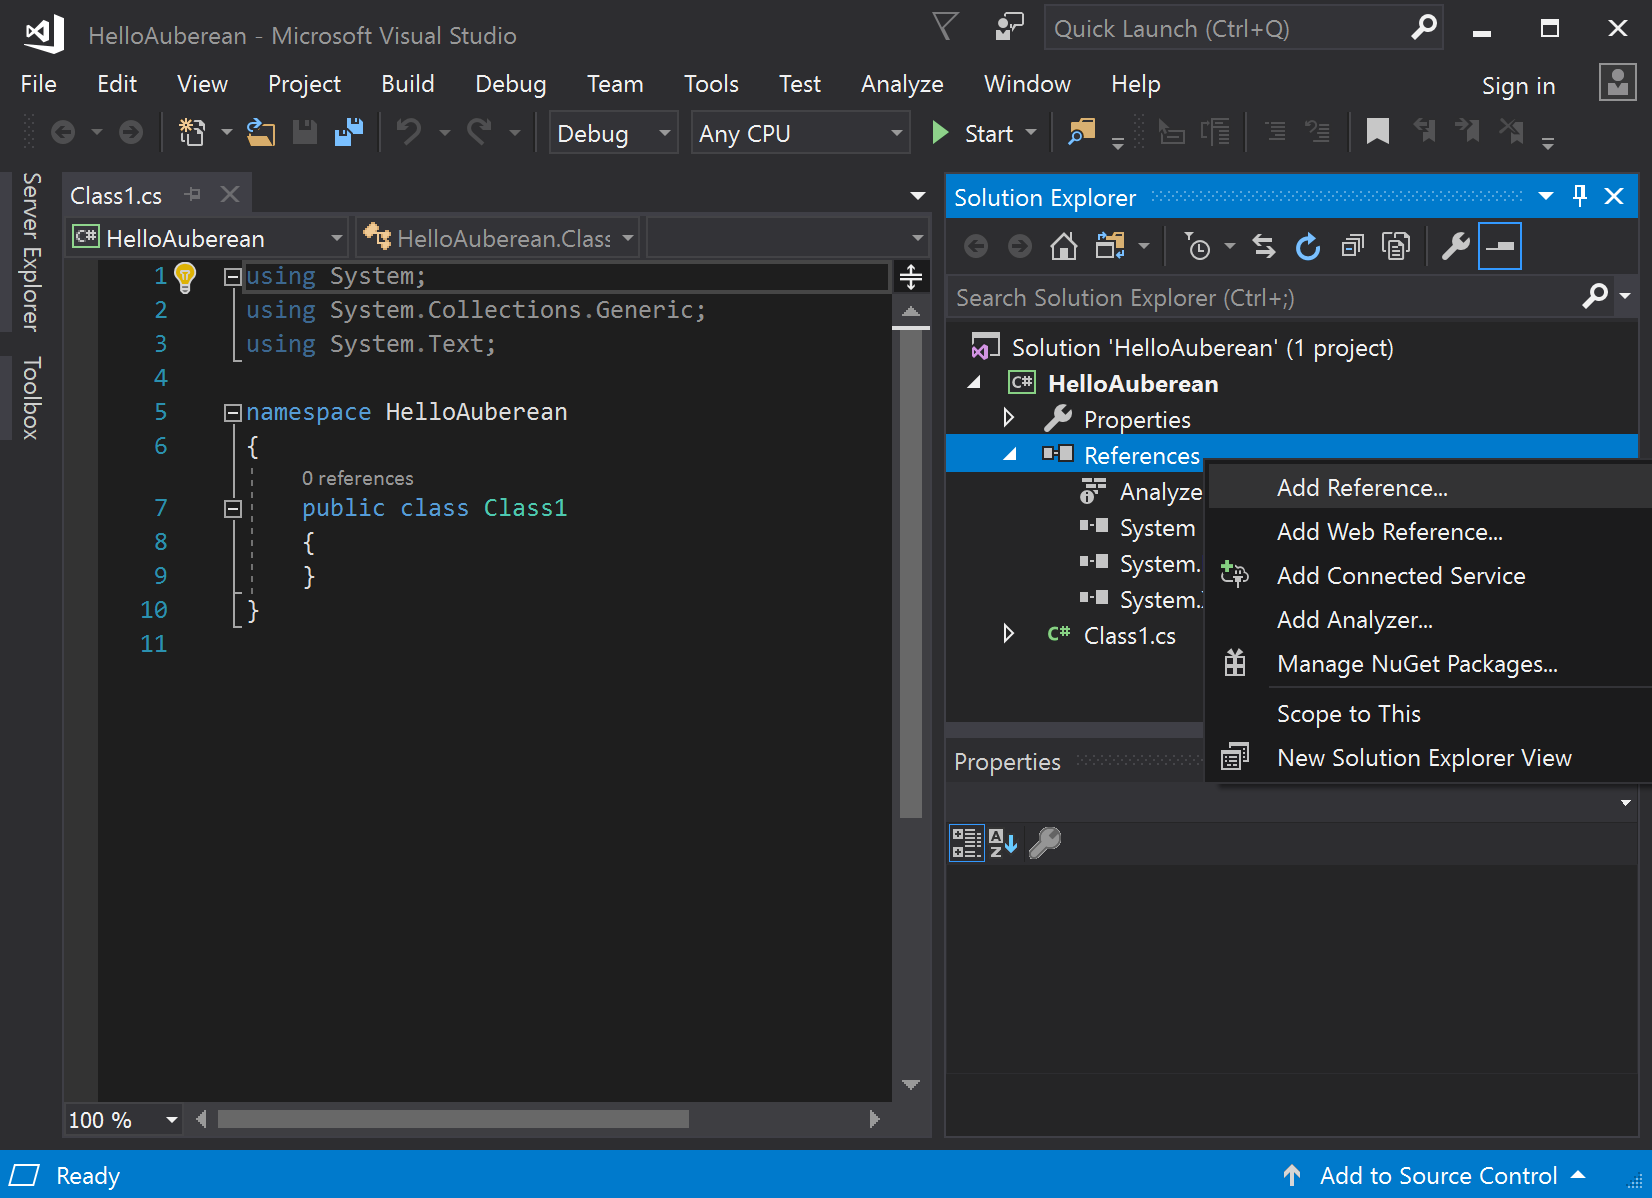 HelloAuberean - Microsoft Visual Studio
Quick Launch (Ctrl+Q)
File Edit View Project Build Debug Team Tools Test Analyze Window Help
Sign in
Debug
Any CPU
Start
Server Explorer
Toolbox
Class1.cs
HelloAuberean
HelloAuberean.Class
1 using System;
2 using System.Collections.Generic;
3 using System.Text;
4
5 namespace HelloAuberean
6 {
0 references
7 public class Class1
8 {
9 }
10 }
11
100 %
Solution Explorer
Search Solution Explorer (Ctrl+;)
Solution 'HelloAuberean' (1 project)
C# HelloAuberean
Properties
References
Analyze
System
System.
System.
C# Class1.cs
Add Reference...
Add Web Reference...
Add Connected Service
Add Analyzer...
Manage NuGet Packages...
Scope to This
New Solution Explorer View
Properties
Ready
Add to Source Control